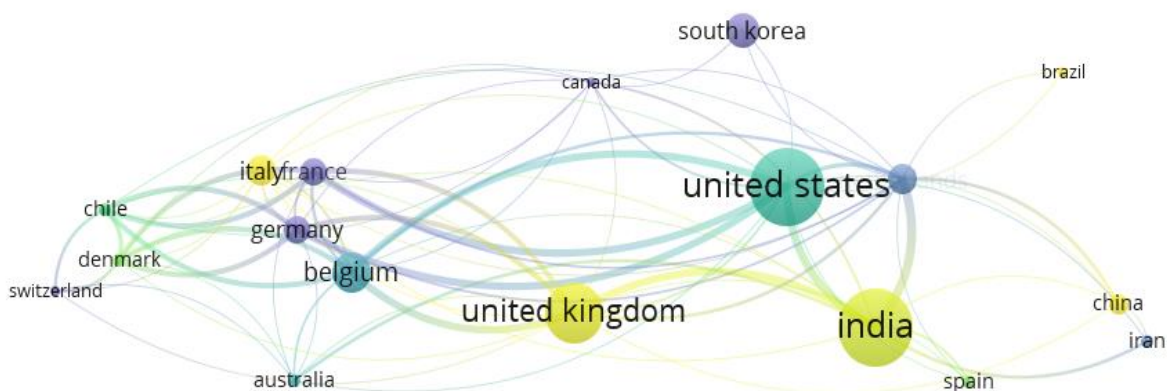 south korea
brazil
canada
italy
france
united states
chile
germany
denmark
belgium
switzerland
united kingdom
china
india
iran
australia
spain